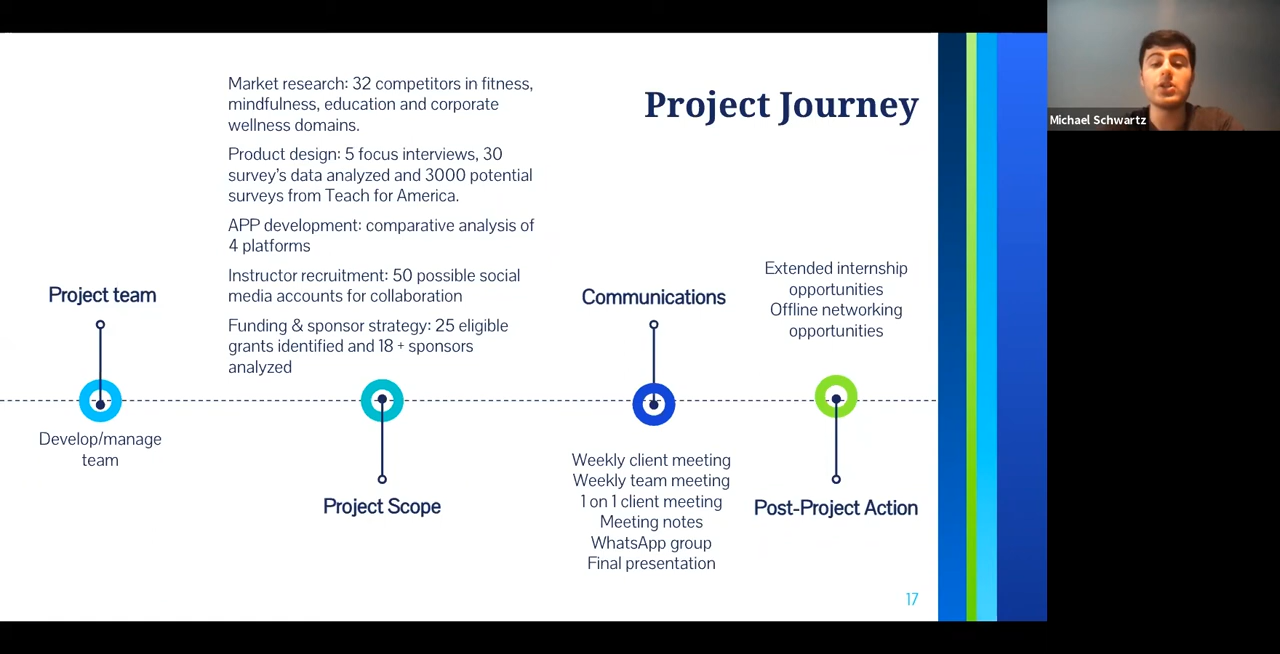 Project Journey
Michael Schwartz
Market research: 32 competitors in fitness,
mindfulness, education and corporate
wellness domains.
Product design: 5 focus interviews, 30
survey's data analyzed and 3000 potential
surveys from Teach for America.
APP development: comparative analysis of
4 platforms
Instructor recruitment: 50 possible social
media accounts for collaboration
Funding & sponsor strategy: 25 eligible
grants identified and 18 + sponsors
analyzed
Project team
Develop/manage
team
Project Scope
Communications
Weekly client meeting
Weekly team meeting
1 on 1 client meeting
Meeting notes
WhatsApp group
Final presentation
Extended internship
opportunities
Offline networking
opportunities
Post-Project Action
17